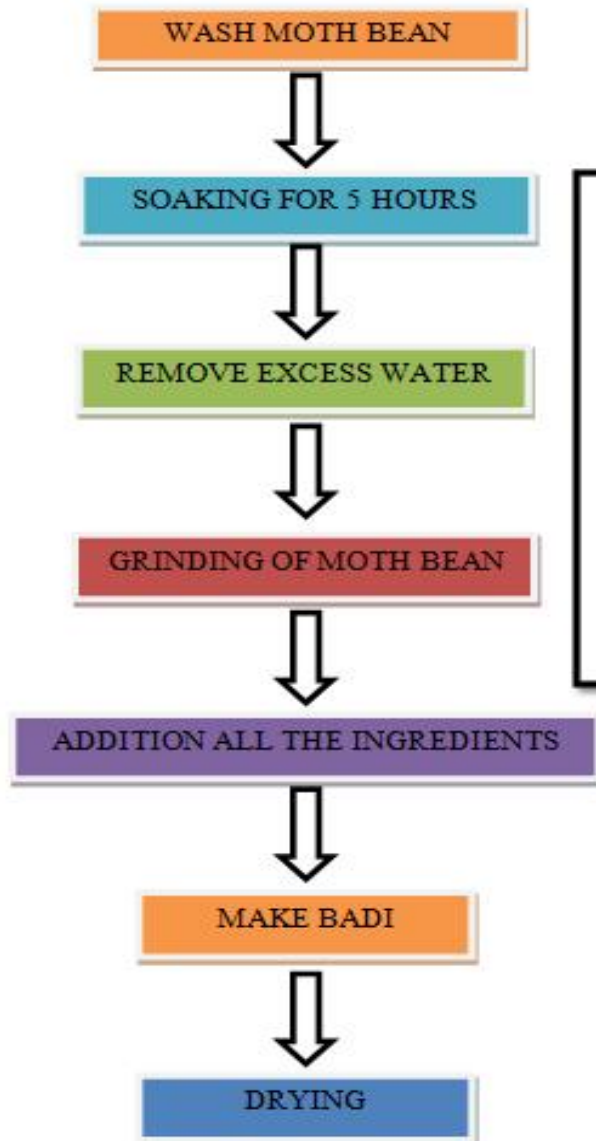 WASH MOTH BEAN
SOAKING FOR 5 HOURS
REMOVE EXCESS WATER
GRINDING OF MOTH BEAN
ADDITION ALL THE INGREDIENTS
MAKE BADI
DRYING